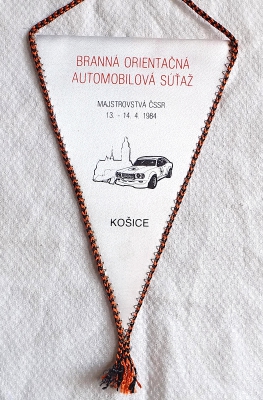 BRANNÁ ORIENTAČNÁ
AUTOMOBILOVÁ SÚŤAŽ
MAJSTROVSTVÁ ČSSR
13. - 14. 4. 1984
KOŠICE